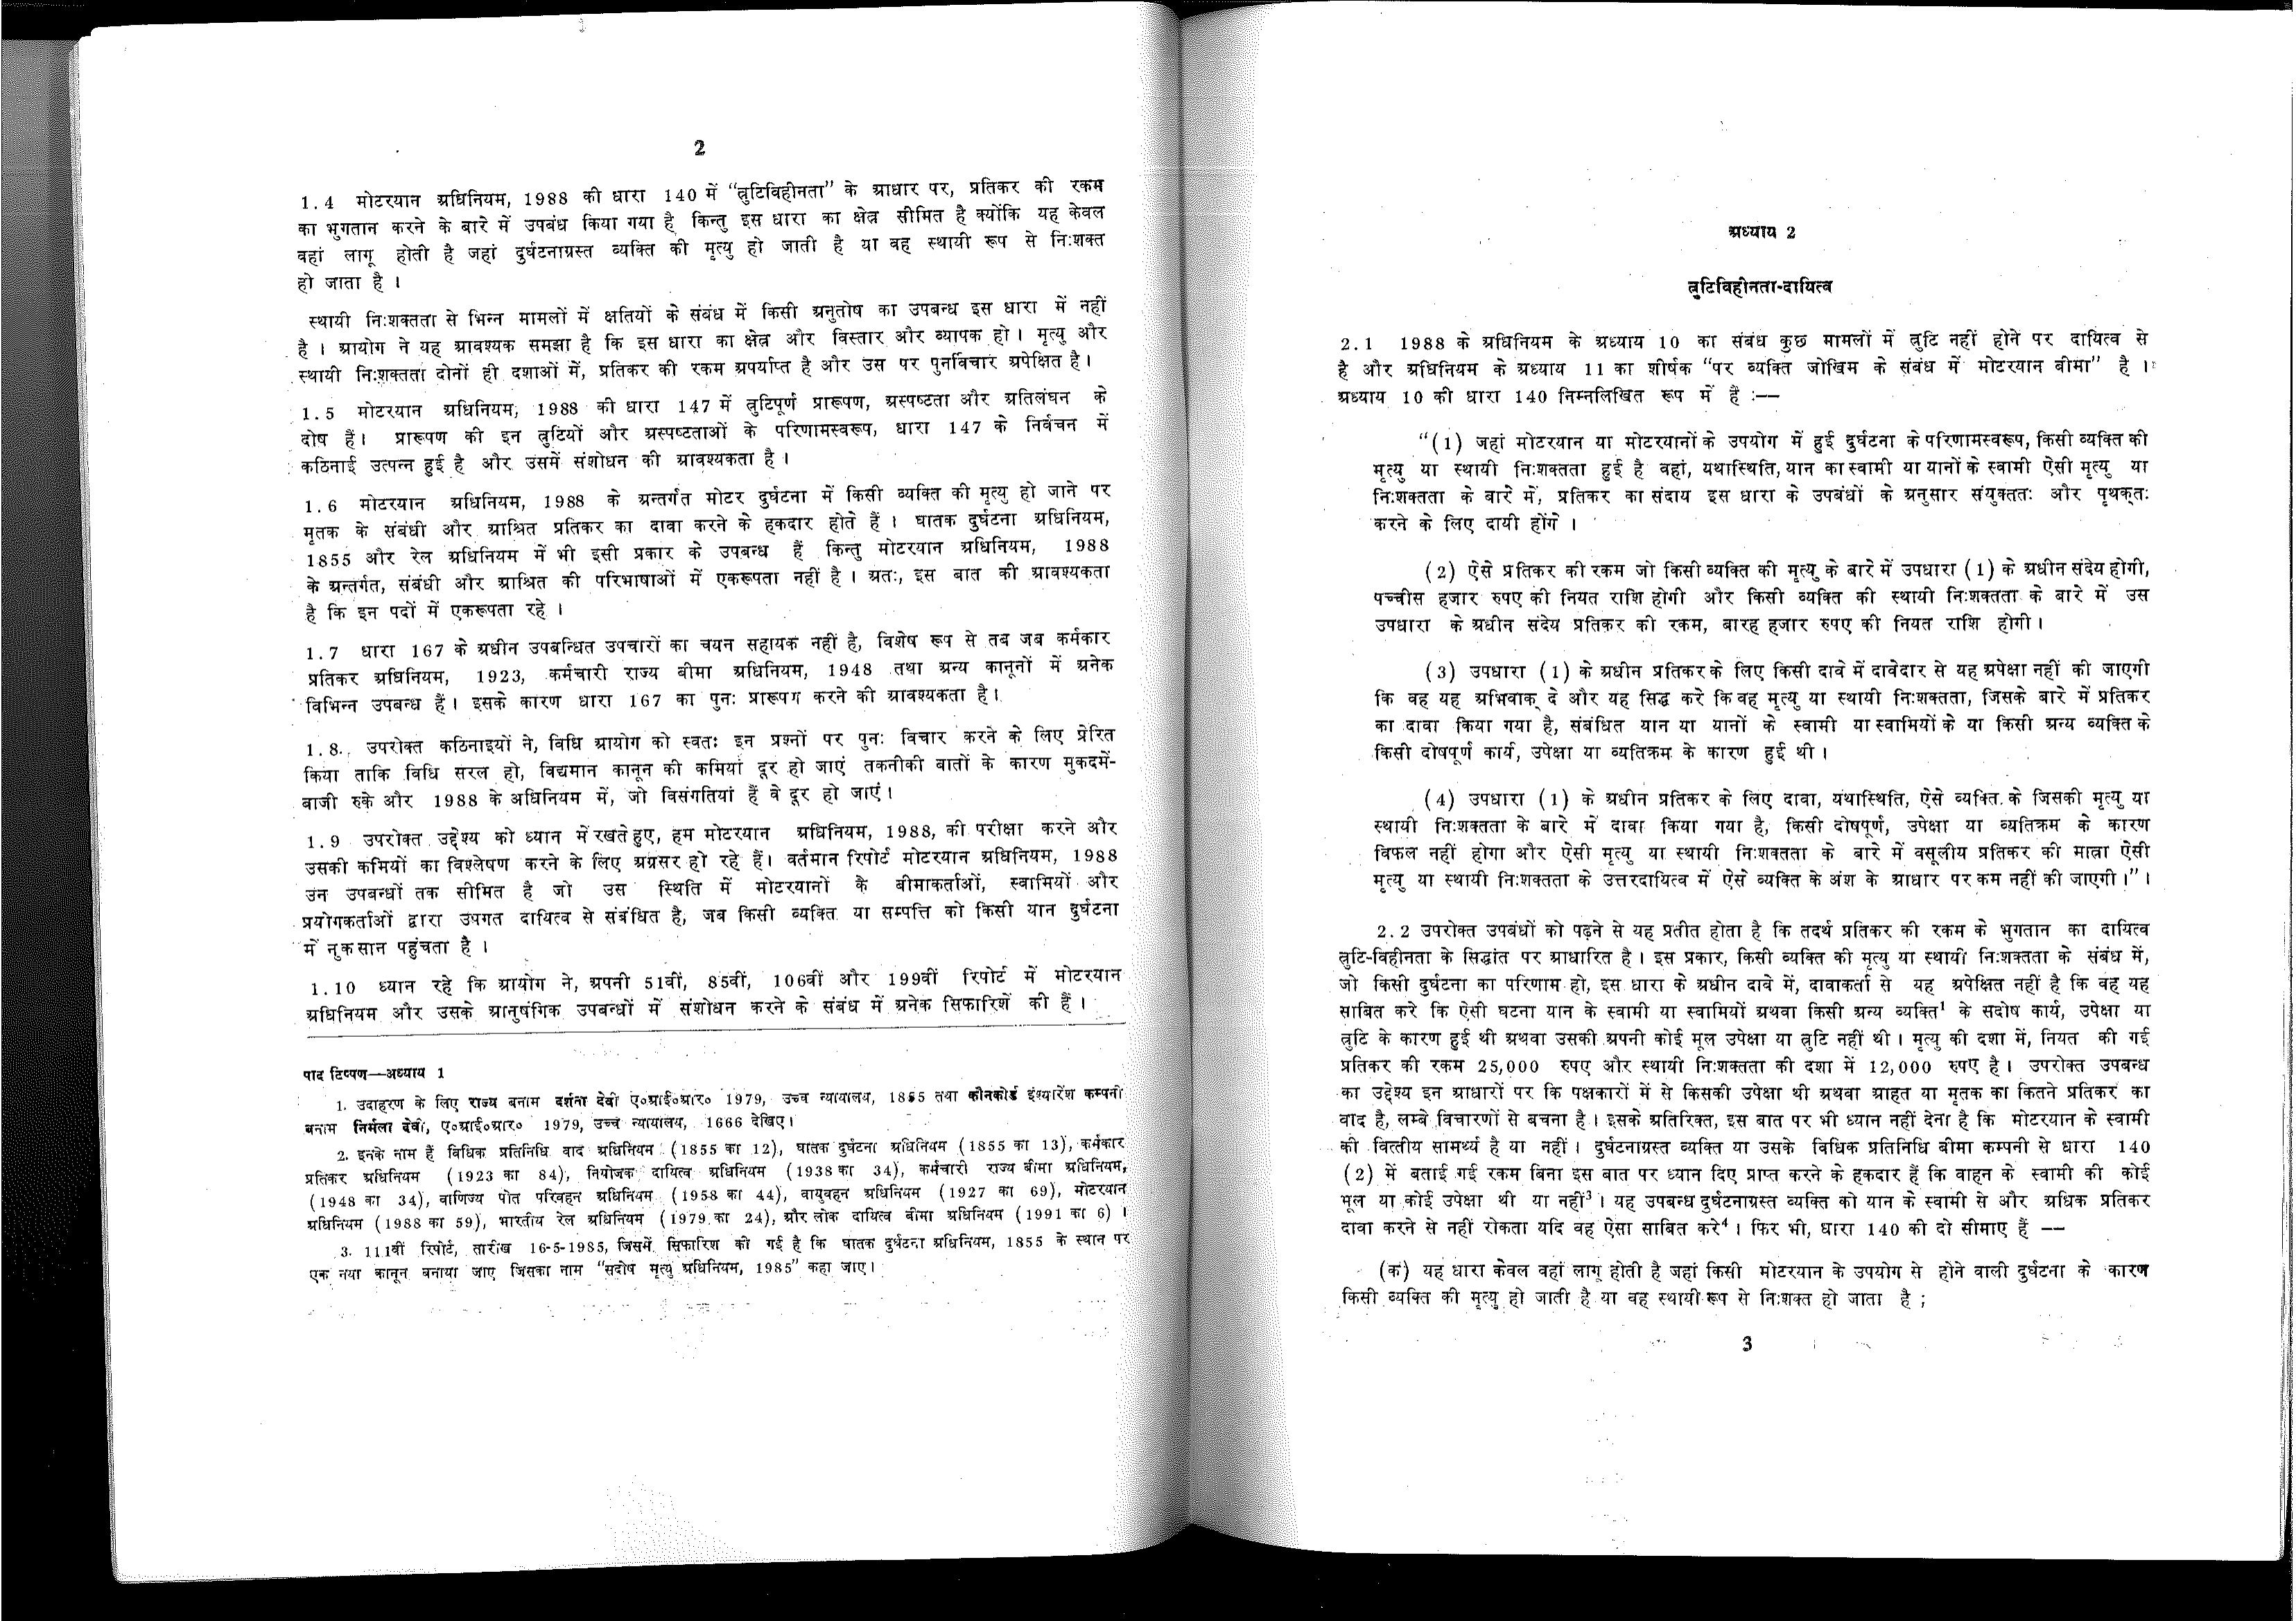 2
1.4 मोटरयान अधिनियम, 1988 की धारा 140 में "त्रुटिविहीनता" के आधार पर, प्रतिकर की रकम
का भुगतान करने के बारे में उपबंध किया गया है किन्तु इस धारा का क्षेत्र सीमित है क्योंकि यह केवल
वहां लागू होती है जहां दुर्घटनाग्रस्त व्यक्ति की मृत्यु हो जाती है या वह स्थायी रूप से निःशक्त
हो जाता है ।
स्थायी निःशक्तता से भिन्न मामलों में क्षतियों के संबंध में किसी अनुतोष का उपबन्ध इस धारा में नहीं
है । आयोग ने यह आवश्यक समझा है कि इस धारा का क्षेत्र और विस्तार और व्यापक हो। मृत्यु और
स्थायी निःशक्तता दोनों ही दशाओं में, प्रतिकर की रकम अपर्याप्त है और उस पर पुनर्विचार अपेक्षित है।
1.5 मोटरयान अधिनियम, 1988 की धारा 147 में त्रुटिपूर्ण प्रारूपण, अस्पष्टता और अतिलंघन के
दोष हैं। प्रारूपण की इन त्रुटियों और अस्पष्टताओं के परिणामस्वरूप, धारा 147 के निर्वचन में
कठिनाई उत्पन्न हुई है और उसमें संशोधन की आवश्यकता है।
1.6 मोटरयान अधिनियम, 1988 के अन्तर्गत मोटर दुर्घटना में किसी व्यक्ति की मृत्यु हो जाने पर
मृतक के संबंधी और आश्रित प्रतिकर का दावा करने के हकदार होते हैं । घातक दुर्घटना अधिनियम,
1855 और रेल अधिनियम में भी इसी प्रकार के उपबन्ध हैं किन्तु मोटरयान अधिनियम, 1988
के अन्तर्गत, संबंधी और आश्रित की परिभाषाओं में एकरूपता नहीं है । अतः, इस बात की आवश्यकता
है कि इन पदों में एकरूपता रहे ।
1.7 धारा 167 के अधीन उपबन्धित उपचारों का चयन सहायक नहीं है, विशेष रूप से तब जब कर्मकार
प्रतिकर अधिनियम, 1923, कर्मचारी राज्य बीमा अधिनियम, 1948 तथा अन्य कानूनों में अनेक
विभिन्न उपबन्ध हैं। इसके कारण धारा 167 का पुनः प्रारूपण करने की आवश्यकता है।
1.8. उपरोक्त कठिनाइयों ने, विधि आयोग को स्वतः इन प्रश्नों पर पुनः विचार करने के लिए प्रेरित
किया ताकि विधि सरल हो, विद्यमान कानून की कमियां दूर हो जाएं तकनीकी बातों के कारण मुकदमें-
बाजी रुके और 1988 के अधिनियम में, जो विसंगतियां हैं वे दूर हो जाएं।
1.9 उपरोक्त उद्देश्य को ध्यान में रखते हुए, हम मोटरयान अधिनियम, 1988, की परीक्षा करने और
उसकी कमियों का विश्लेषण करने के लिए अग्रसर हो रहे हैं। वर्तमान रिपोर्ट मोटरयान अधिनियम, 1988
उन उपबन्धों तक सीमित है जो उस स्थिति में मोटरयानों के बीमाकर्ताओं, स्वामियों और
प्रयोगकर्ताओं द्वारा उपगत दायित्व से संबंधित है, जब किसी व्यक्ति या सम्पत्ति को किसी यान दुर्घटना
में नुकसान पहुंचता है ।
1.10 ध्यान रहे कि आयोग ने, अपनी 51वीं, 85वीं, 106वीं और 199वीं रिपोर्ट में मोटरयान
अधिनियम और उसके आनुषंगिक उपबन्धों में संशोधन करने के संबंध में अनेक सिफारिशें की हैं ।
पाद टिप्पण—अध्याय 1
1. उदाहरण के लिए राज्य बनाम दर्शना देवी ए०आई०आर० 1979, उच्च न्यायालय, 1855 तथा कौनकोर्ड इंश्यारेंश कम्पनी
बनाम निर्मला देवी, ए०आई०आर० 1979, उच्च न्यायालय, 1666 देखिए।
2. इनके नाम हैं विधिक प्रतिनिधि वाद अधिनियम (1855 का 12), घातक दुर्घटना अधिनियम (1855 का 13), कर्मकार
प्रतिकर अधिनियम (1923 का 84), नियोजक दायित्व अधिनियम (1938 का 34), कर्मचारी राज्य बीमा अधिनियम,
(1948 का 34), वाणिज्य पोत परिवहन अधिनियम (1958 का 44), वायुवहन अधिनियम (1927 का 69), मोटरयान
अधिनियम (1988 का 59), भारतीय रेल अधिनियम (1979 का 24), और लोक दायित्व बीमा अधिनियम (1991 का 6) ।
3. 111वीं रिपोर्ट, तारीख 16-5-1985, जिसमें सिफारिश की गई है कि घातक दुर्घटना अधिनियम, 1855 के स्थान पर
एक नया कानून बनाया जाए जिसका नाम "सदोष मृत्यु अधिनियम, 1985" कहा जाए।
अध्याय 2
त्रुटिविहीनता-दायित्व
2.1 1988 के अधिनियम के अध्याय 10 का संबंध कुछ मामलों में त्रुटि नहीं होने पर दायित्व से
है और अधिनियम के अध्याय 11 का शीर्षक "पर व्यक्ति जोखिम के संबंध में मोटरयान बीमा" है ।
अध्याय 10 की धारा 140 निम्नलिखित रूप में हैं :—
"(1) जहां मोटरयान या मोटरयानों के उपयोग में हुई दुर्घटना के परिणामस्वरूप, किसी व्यक्ति की
मृत्यु या स्थायी निःशक्तता हुई है वहां, यथास्थिति, यान का स्वामी या यानों के स्वामी ऐसी मृत्यु या
निःशक्तता के बारे में, प्रतिकर का संदाय इस धारा के उपबंधों के अनुसार संयुक्ततः और पृथक्तः
करने के लिए दायी होंगे ।
(2) ऐसे प्रतिकर की रकम जो किसी व्यक्ति की मृत्यु के बारे में उपधारा (1) के अधीन संदेय होगी,
पच्चीस हजार रुपए की नियत राशि होगी और किसी व्यक्ति की स्थायी निःशक्तता के बारे में उस
उपधारा के अधीन संदेय प्रतिकर की रकम, बारह हजार रुपए की नियत राशि होगी।
(3) उपधारा (1) के अधीन प्रतिकर के लिए किसी दावे में दावेदार से यह अपेक्षा नहीं की जाएगी
कि वह यह अभिवाक् दे और यह सिद्ध करे कि वह मृत्यु या स्थायी निःशक्तता, जिसके बारे में प्रतिकर
का दावा किया गया है, संबंधित यान या यानों के स्वामी या स्वामियों के या किसी अन्य व्यक्ति के
किसी दोषपूर्ण कार्य, उपेक्षा या व्यतिक्रम के कारण हुई थी।
(4) उपधारा (1) के अधीन प्रतिकर के लिए दावा, यथास्थिति, ऐसे व्यक्ति के जिसकी मृत्यु या
स्थायी निःशक्तता के बारे में दावा किया गया है, किसी दोषपूर्ण, उपेक्षा या व्यतिक्रम के कारण
विफल नहीं होगा और ऐसी मृत्यु या स्थायी निःशक्तता के बारे में वसूलीय प्रतिकर की मात्रा ऐसी
मृत्यु या स्थायी निःशक्तता के उत्तरदायित्व में ऐसे व्यक्ति के अंश के आधार पर कम नहीं की जाएगी।"।
2.2 उपरोक्त उपबंधों को पढ़ने से यह प्रतीत होता है कि तदर्थ प्रतिकर की रकम के भुगतान का दायित्व
त्रुटि-विहीनता के सिद्धांत पर आधारित है । इस प्रकार, किसी व्यक्ति की मृत्यु या स्थायी निःशक्तता के संबंध में,
जो किसी दुर्घटना का परिणाम हो, इस धारा के अधीन दावे में, दावाकर्ता से यह अपेक्षित नहीं है कि वह यह
साबित करे कि ऐसी घटना यान के स्वामी या स्वामियों अथवा किसी अन्य व्यक्ति¹ के सदोष कार्य, उपेक्षा या
त्रुटि के कारण हुई थी अथवा उसकी अपनी कोई मूल उपेक्षा या त्रुटि नहीं थी । मृत्यु की दशा में, नियत की गई
प्रतिकर की रकम 25,000 रुपए और स्थायी निःशक्तता की दशा में 12,000 रुपए है । उपरोक्त उपबन्ध
का उद्देश्य इन आधारों पर कि पक्षकारों में से किसकी उपेक्षा थी अथवा आहत या मृतक का कितने प्रतिकर का
वाद है, लम्बे विचारणों से बचना है । इसके अतिरिक्त, इस बात पर भी ध्यान नहीं देना है कि मोटरयान के स्वामी
की वित्तीय सामर्थ्य है या नहीं । दुर्घटनाग्रस्त व्यक्ति या उसके विधिक प्रतिनिधि बीमा कम्पनी से धारा 140
(2) में बताई गई रकम बिना इस बात पर ध्यान दिए प्राप्त करने के हकदार हैं कि वाहन के स्वामी की कोई
मूल या कोई उपेक्षा थी या नहीं³ । यह उपबन्ध दुर्घटनाग्रस्त व्यक्ति को यान के स्वामी से और अधिक प्रतिकर
दावा करने से नहीं रोकता यदि वह ऐसा साबित करे⁴ । फिर भी, धारा 140 की दो सीमाए हैं —
(क) यह धारा केवल वहां लागू होती है जहां किसी मोटरयान के उपयोग से होने वाली दुर्घटना के कारण
किसी व्यक्ति की मृत्यु हो जाती है या वह स्थायी रूप से निःशक्त हो जाता है ;
3